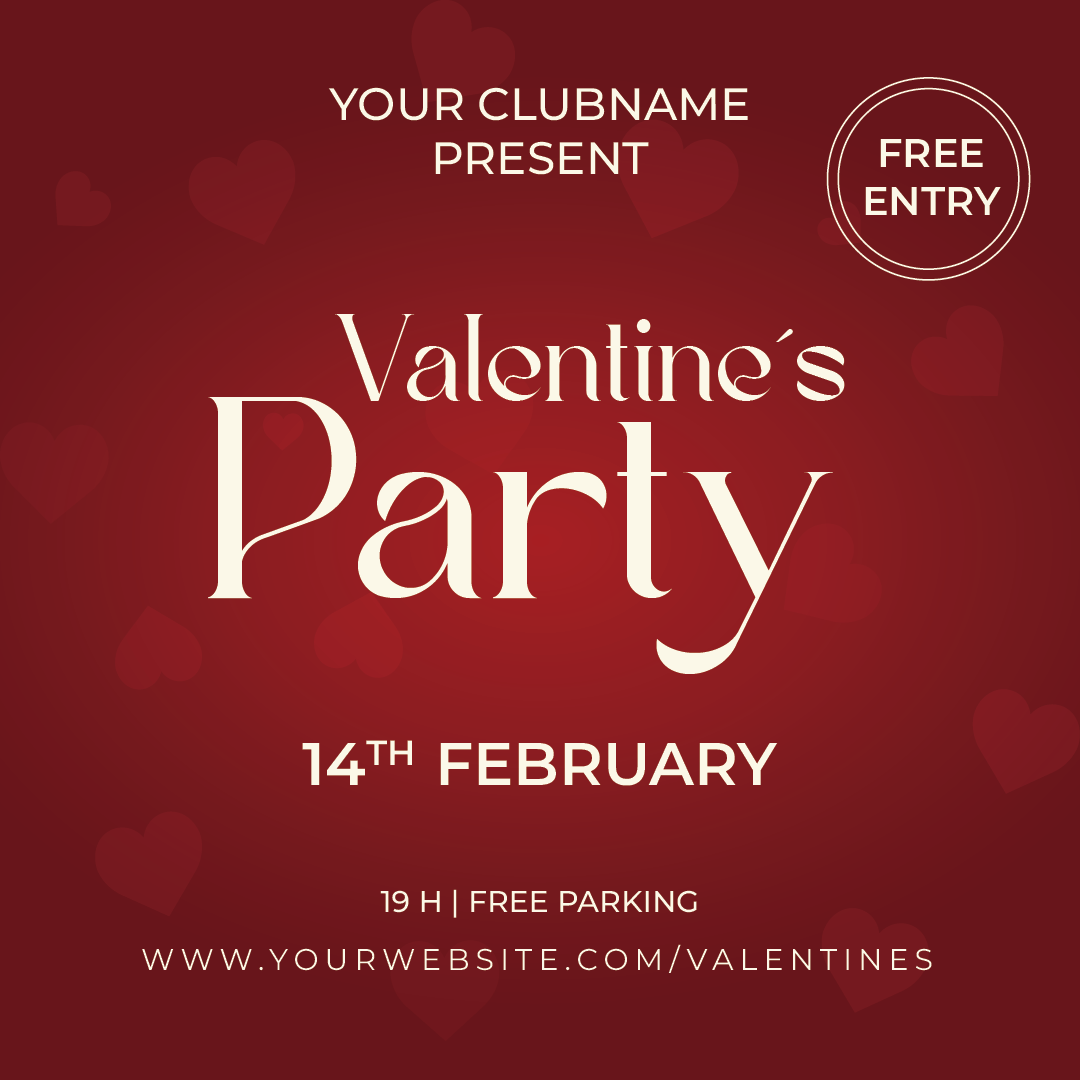 YOUR CLUBNAME
PRESENT
FREE
ENTRY
Valentine´s
Party
14TH FEBRUARY
19 H | FREE PARKING
WWW.YOURWEBSITE.COM/VALENTINES